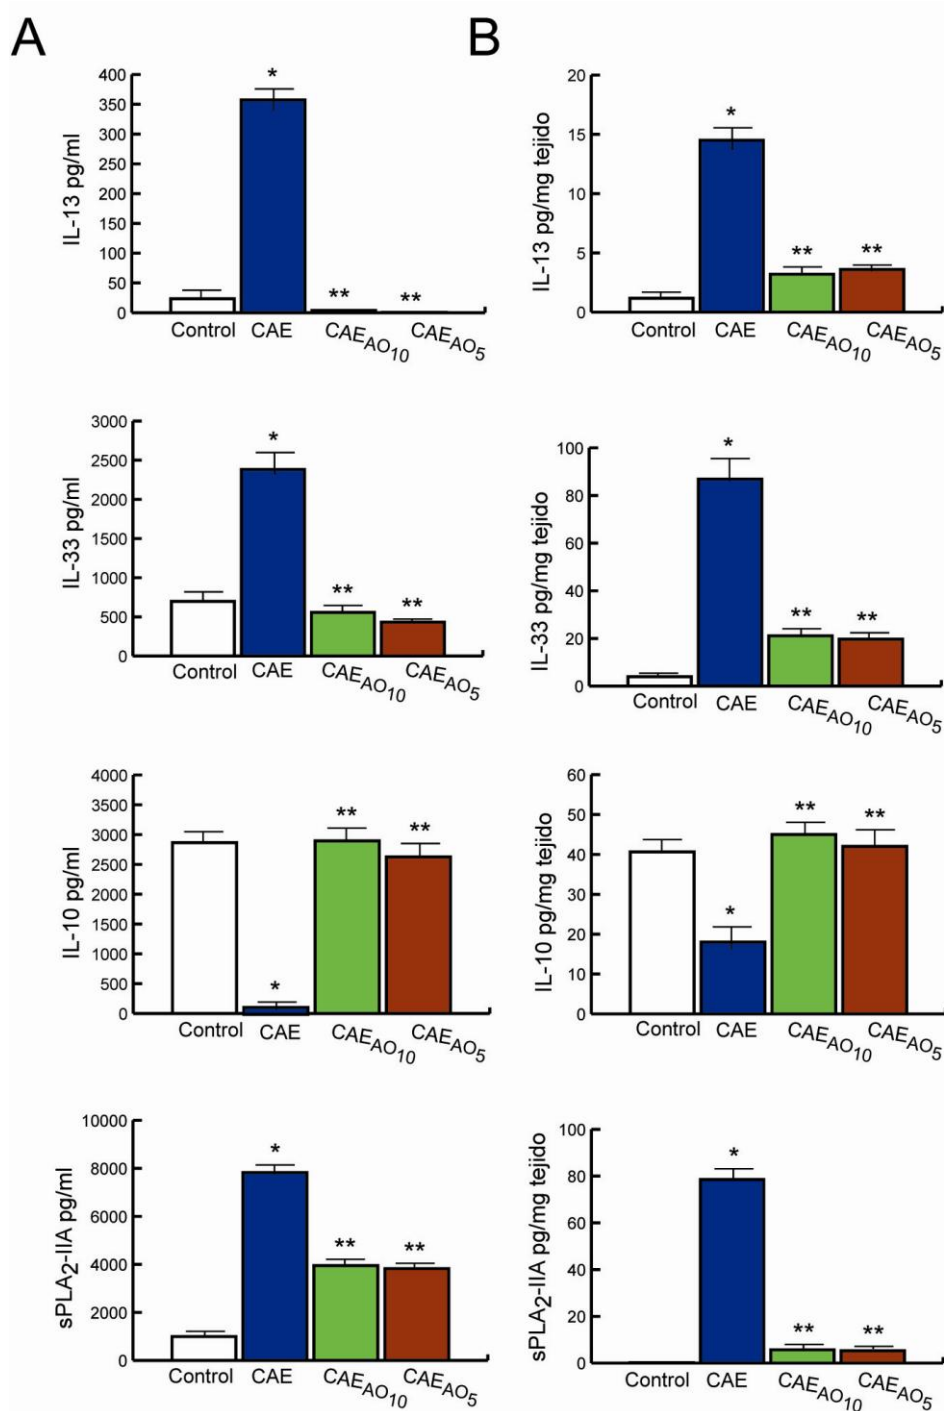 A
B
IL-13 pg/ml
400
350
300
250
200
150
100
50
0
*
**
**
Control
CAE
CAEAO10
CAEAO5
IL-13 pg/mg tejido
20
15
10
5
0
*
**
**
Control
CAE
CAEAO10
CAEAO5
IL-33 pg/ml
3000
2500
2000
1500
1000
500
0
*
**
**
Control
CAE
CAEAO10
CAEAO5
IL-33 pg/mg tejido
100
80
60
40
20
0
*
**
**
Control
CAE
CAEAO10
CAEAO5
IL-10 pg/ml
4000
3500
3000
2500
2000
1500
1000
500
0
*
**
**
Control
CAE
CAEAO10
CAEAO5
IL-10 pg/mg tejido
60
50
40
30
20
10
0
*
**
**
Control
CAE
CAEAO10
CAEAO5
sPLA2-IIA pg/ml
10000
8000
6000
4000
2000
0
*
**
**
Control
CAE
CAEAO10
CAEAO5
sPLA2-IIA pg/mg tejido
100
80
60
40
20
0
*
**
**
Control
CAE
CAEAO10
CAEAO5